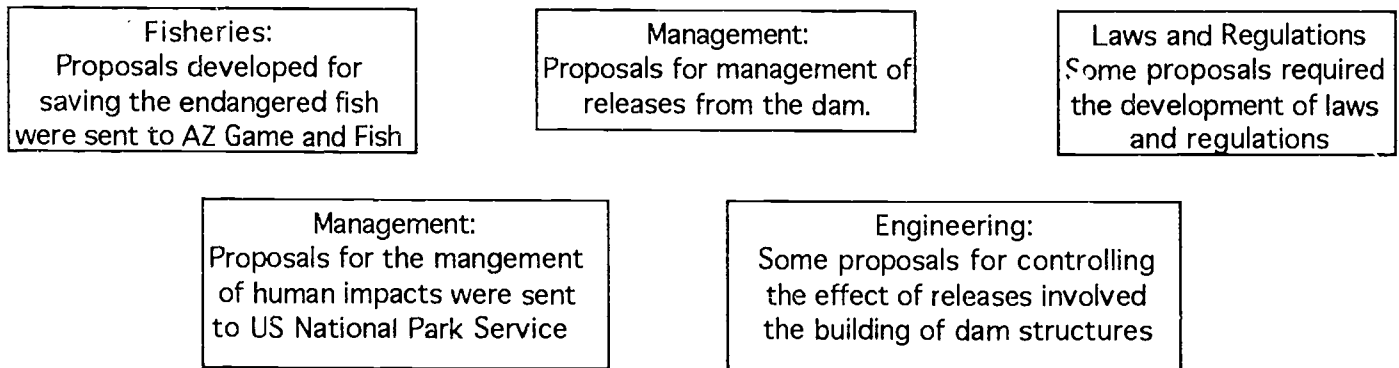 Fisheries:
Proposals developed for
saving the endangered fish
were sent to AZ Game and Fish
Management:
Proposals for management of
releases from the dam.
Laws and Regulations
Some proposals required
the development of laws
and regulations
Management:
Proposals for the mangement
of human impacts were sent
to US National Park Service
Engineering:
Some proposals for controlling
the effect of releases involved
the building of dam structures